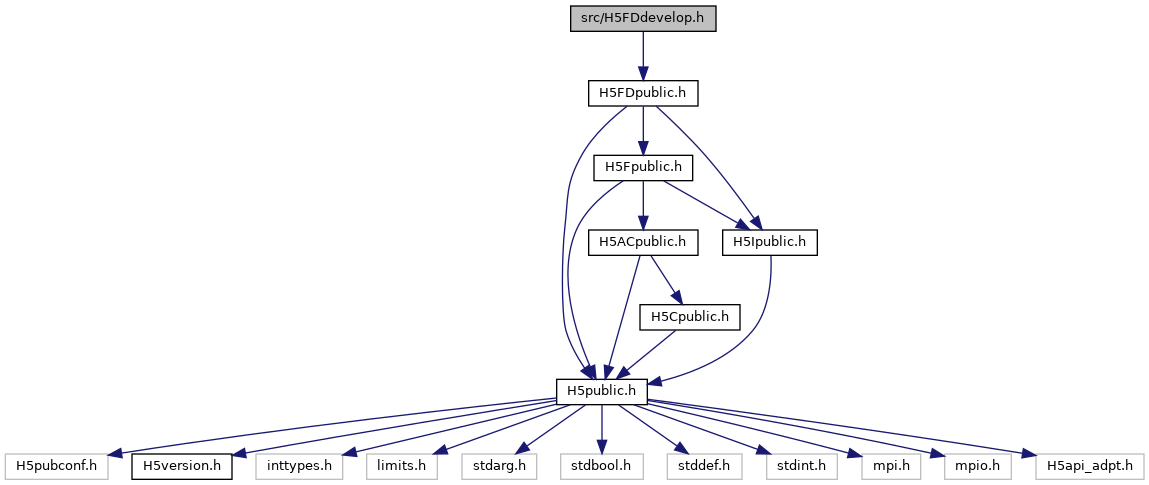 src/H5FDdevelop.h
H5FDpublic.h
H5Fpublic.h
H5ACpublic.h
H5Ipublic.h
H5Cpublic.h
H5public.h
H5pubconf.h
H5version.h
inttypes.h
limits.h
stdarg.h
stdbool.h
stddef.h
stdint.h
mpi.h
mpio.h
H5api_adpt.h